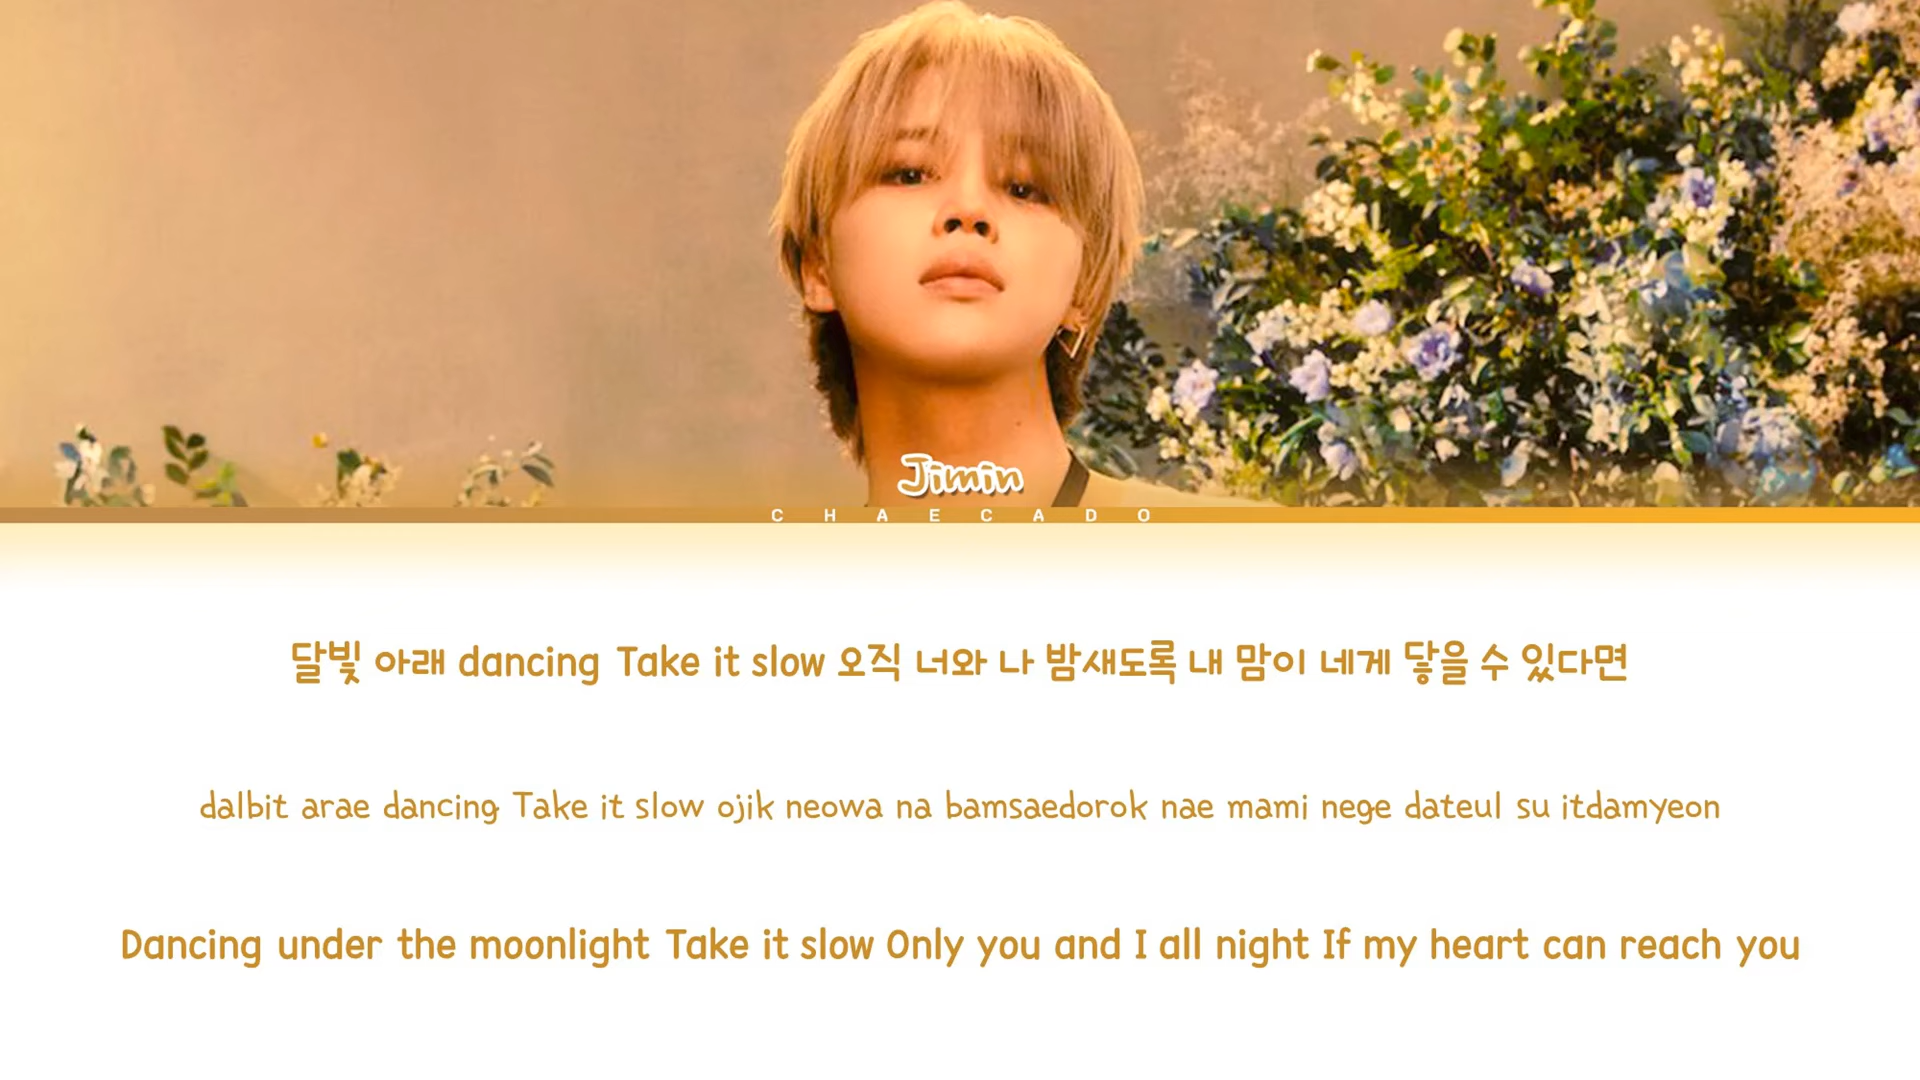 Jimin
CHAECADO
달빛 아래 dancing Take it slow 오직 너와 나 밤새도록 내 맘이 네게 닿을 수 있다면
dalbit arae dancing Take it slow ojik neowa na bamsaedorok nae mami nege dateul su itdamyeon
Dancing under the moonlight Take it slow Only you and I all night If my heart can reach you